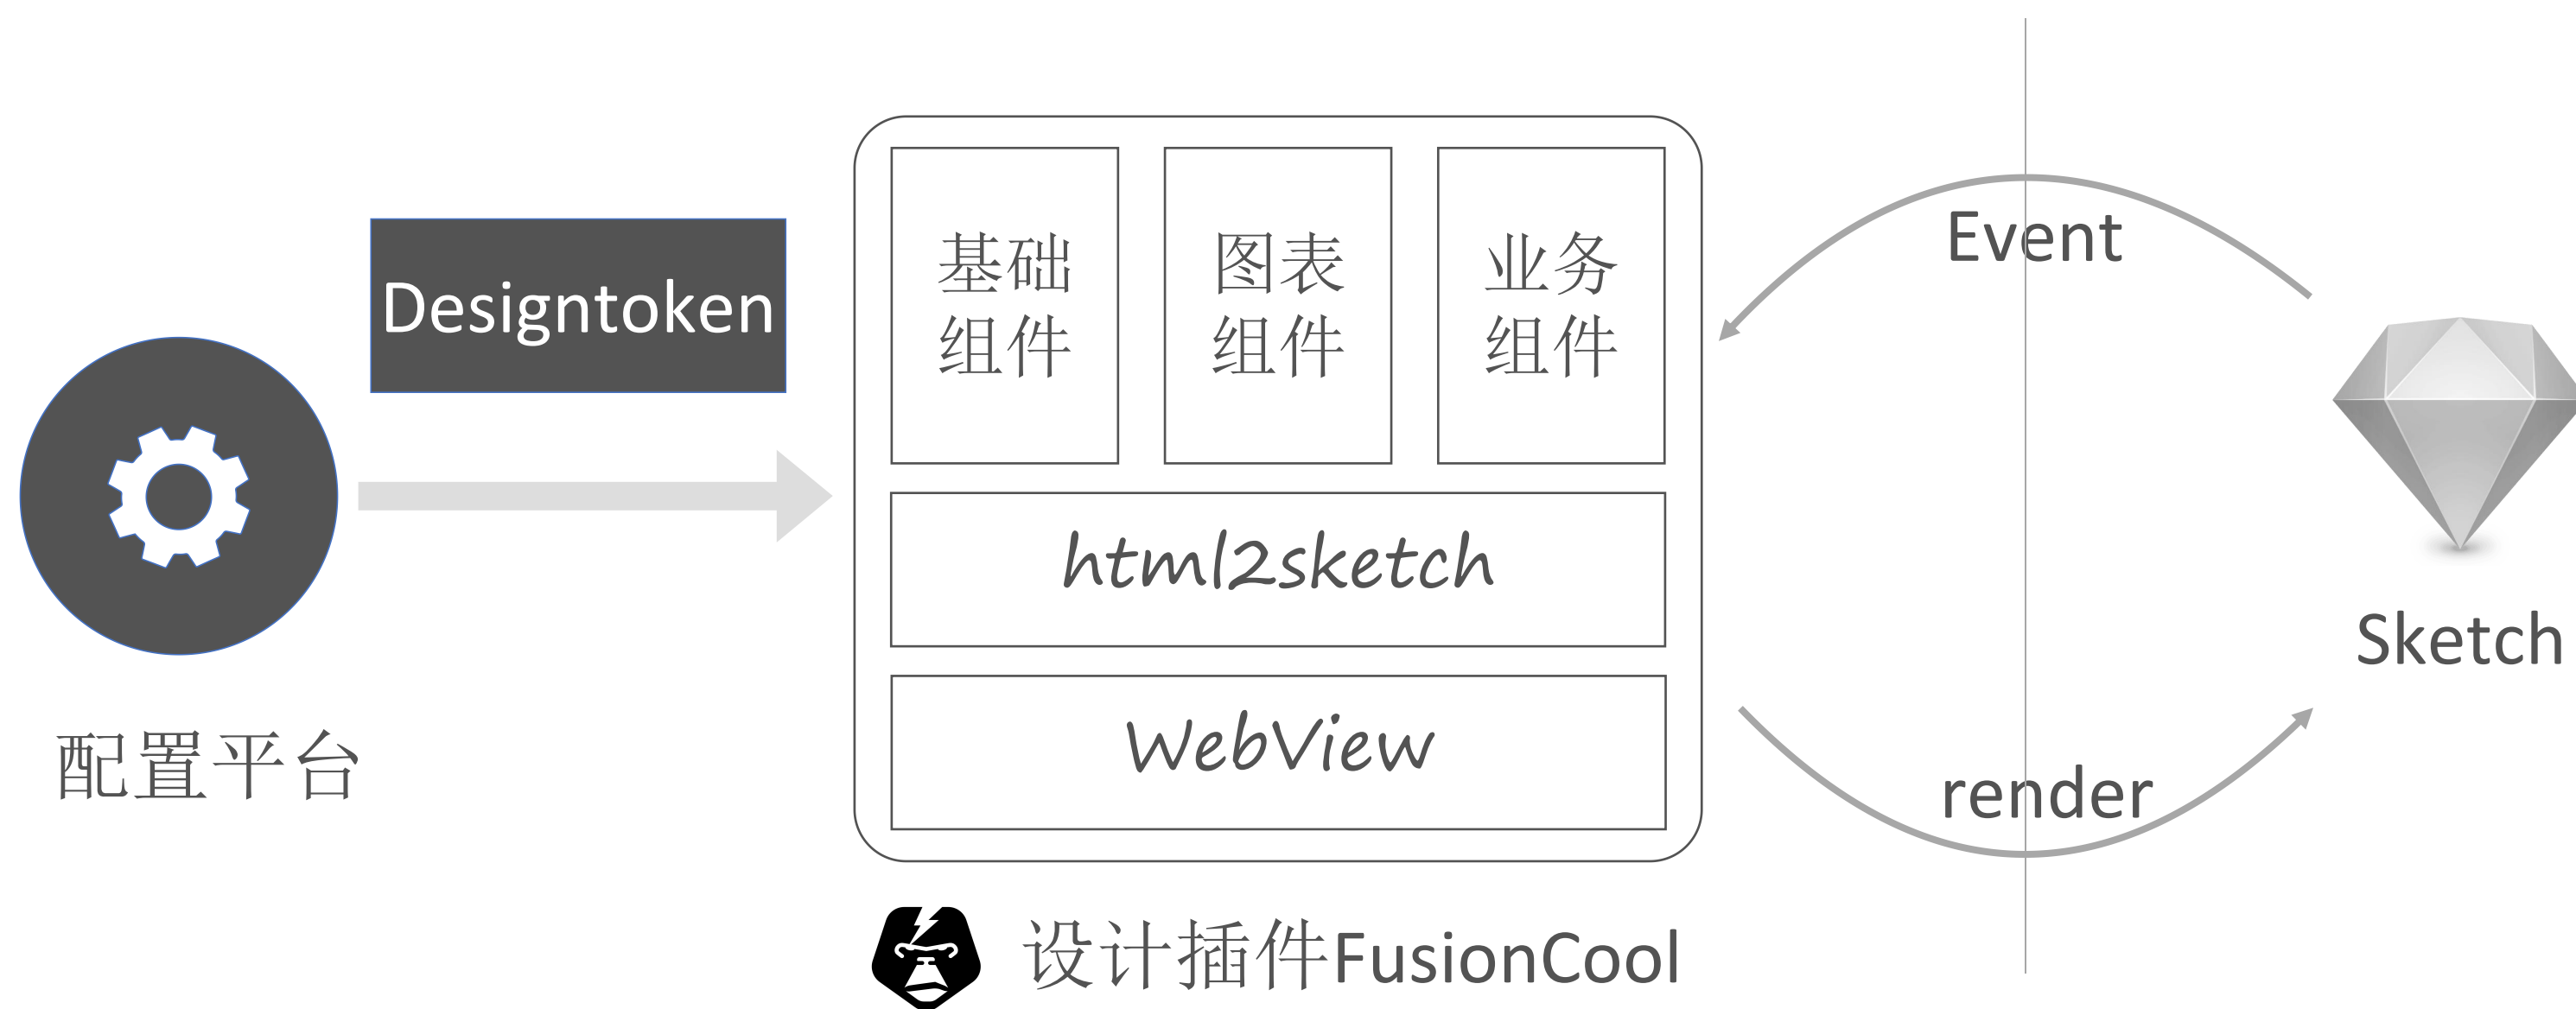 Designtoken
配置平台
基础
组件
图表
组件
业务
组件
html2sketch
WebView
设计插件FusionCool
Event
render
Sketch